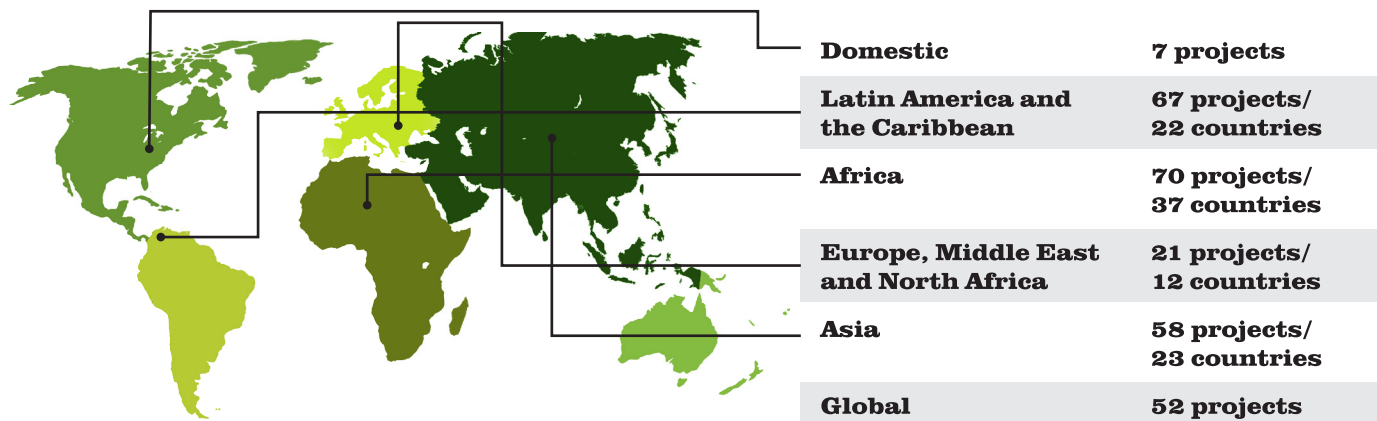 Domestic 7 projects
Latin America and 67 projects/
the Caribbean 22 countries
Africa 70 projects/
37 countries
Europe, Middle East 21 projects/
and North Africa 12 countries
Asia 58 projects/
23 countries
Global 52 projects